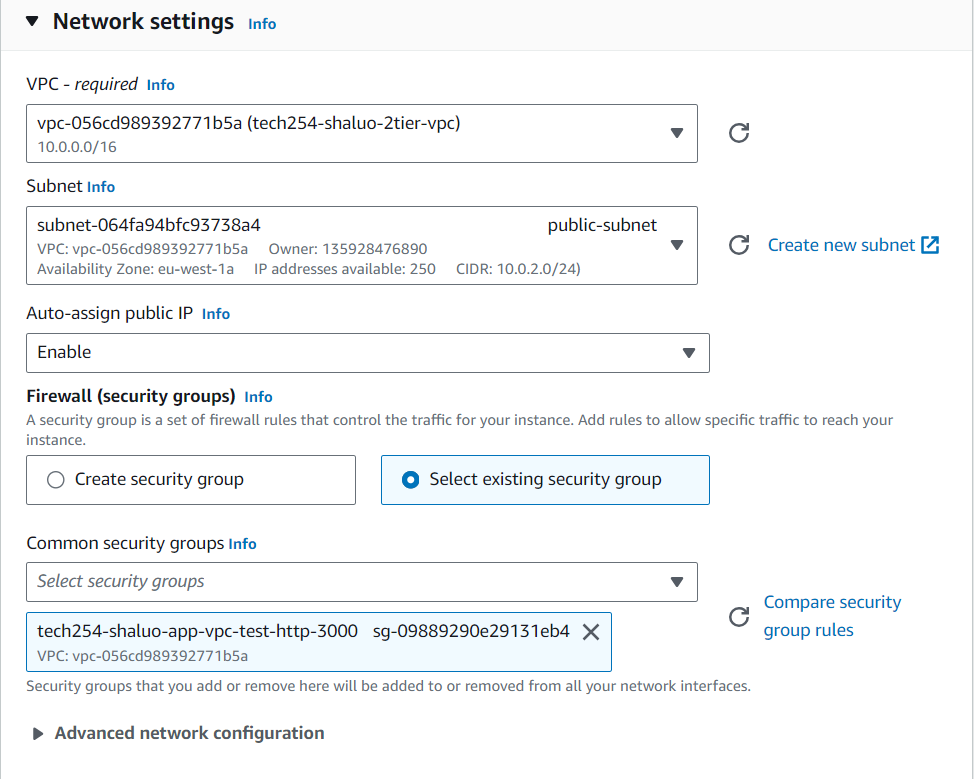 Network settings Info
VPC - required Info
vpc-056cd989392771b5a (tech254-shaluo-2tier-vpc)
10.0.0.0/16
Subnet Info
subnet-064fa94bfc93738a4 public-subnet
VPC: vpc-056cd989392771b5a Owner: 135928476890
Availability Zone: eu-west-1a IP addresses available: 250 CIDR: 10.0.2.0/24)
Create new subnet
Auto-assign public IP Info
Enable
Firewall (security groups) Info
A security group is a set of firewall rules that control the traffic for your instance. Add rules to allow specific traffic to reach your
instance.
Create security group
Select existing security group
Common security groups Info
Select security groups
tech254-shaluo-app-vpc-test-http-3000 sg-09889290e29131eb4
VPC: vpc-056cd989392771b5a
Compare security
group rules
Security groups that you add or remove here will be added to or removed from all your network interfaces.
Advanced network configuration